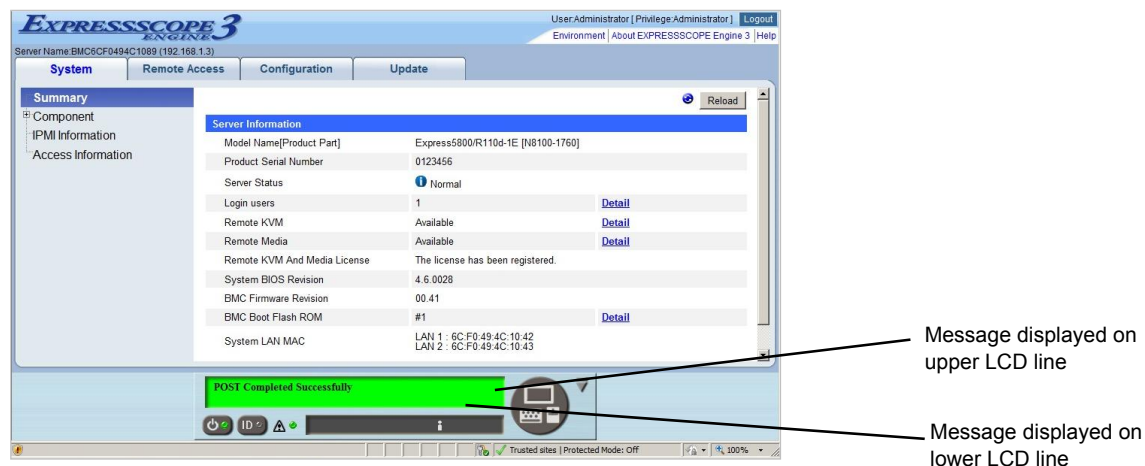 EXPRESSSCOPE ENGINE 3
User:Administrator [ Privilege:Administrator ] Logout
Environment About EXPRESSSCOPE Engine 3 Help
Server Name:BMC6CF0494C1089 (192.168.1.3)
System Remote Access Configuration Update
Summary
Component
IPMI Information
Access Information
Reload
Server Information
Model Name[Product Part] Express5800/R110d-1E [N8100-1760]
Product Serial Number 0123456
Server Status Normal
Login users 1 Detail
Remote KVM Available Detail
Remote Media Available Detail
Remote KVM And Media License The license has been registered.
System BIOS Revision 4.6.0028
BMC Firmware Revision 00.41
BMC Boot Flash ROM #1 Detail
System LAN MAC LAN 1 : 6C:F0:49:4C:10:42
LAN 2 : 6C:F0:49:4C:10:43
POST Completed Successfully
ID
Trusted sites | Protected Mode: Off 100%
Message displayed on
upper LCD line
Message displayed on
lower LCD line